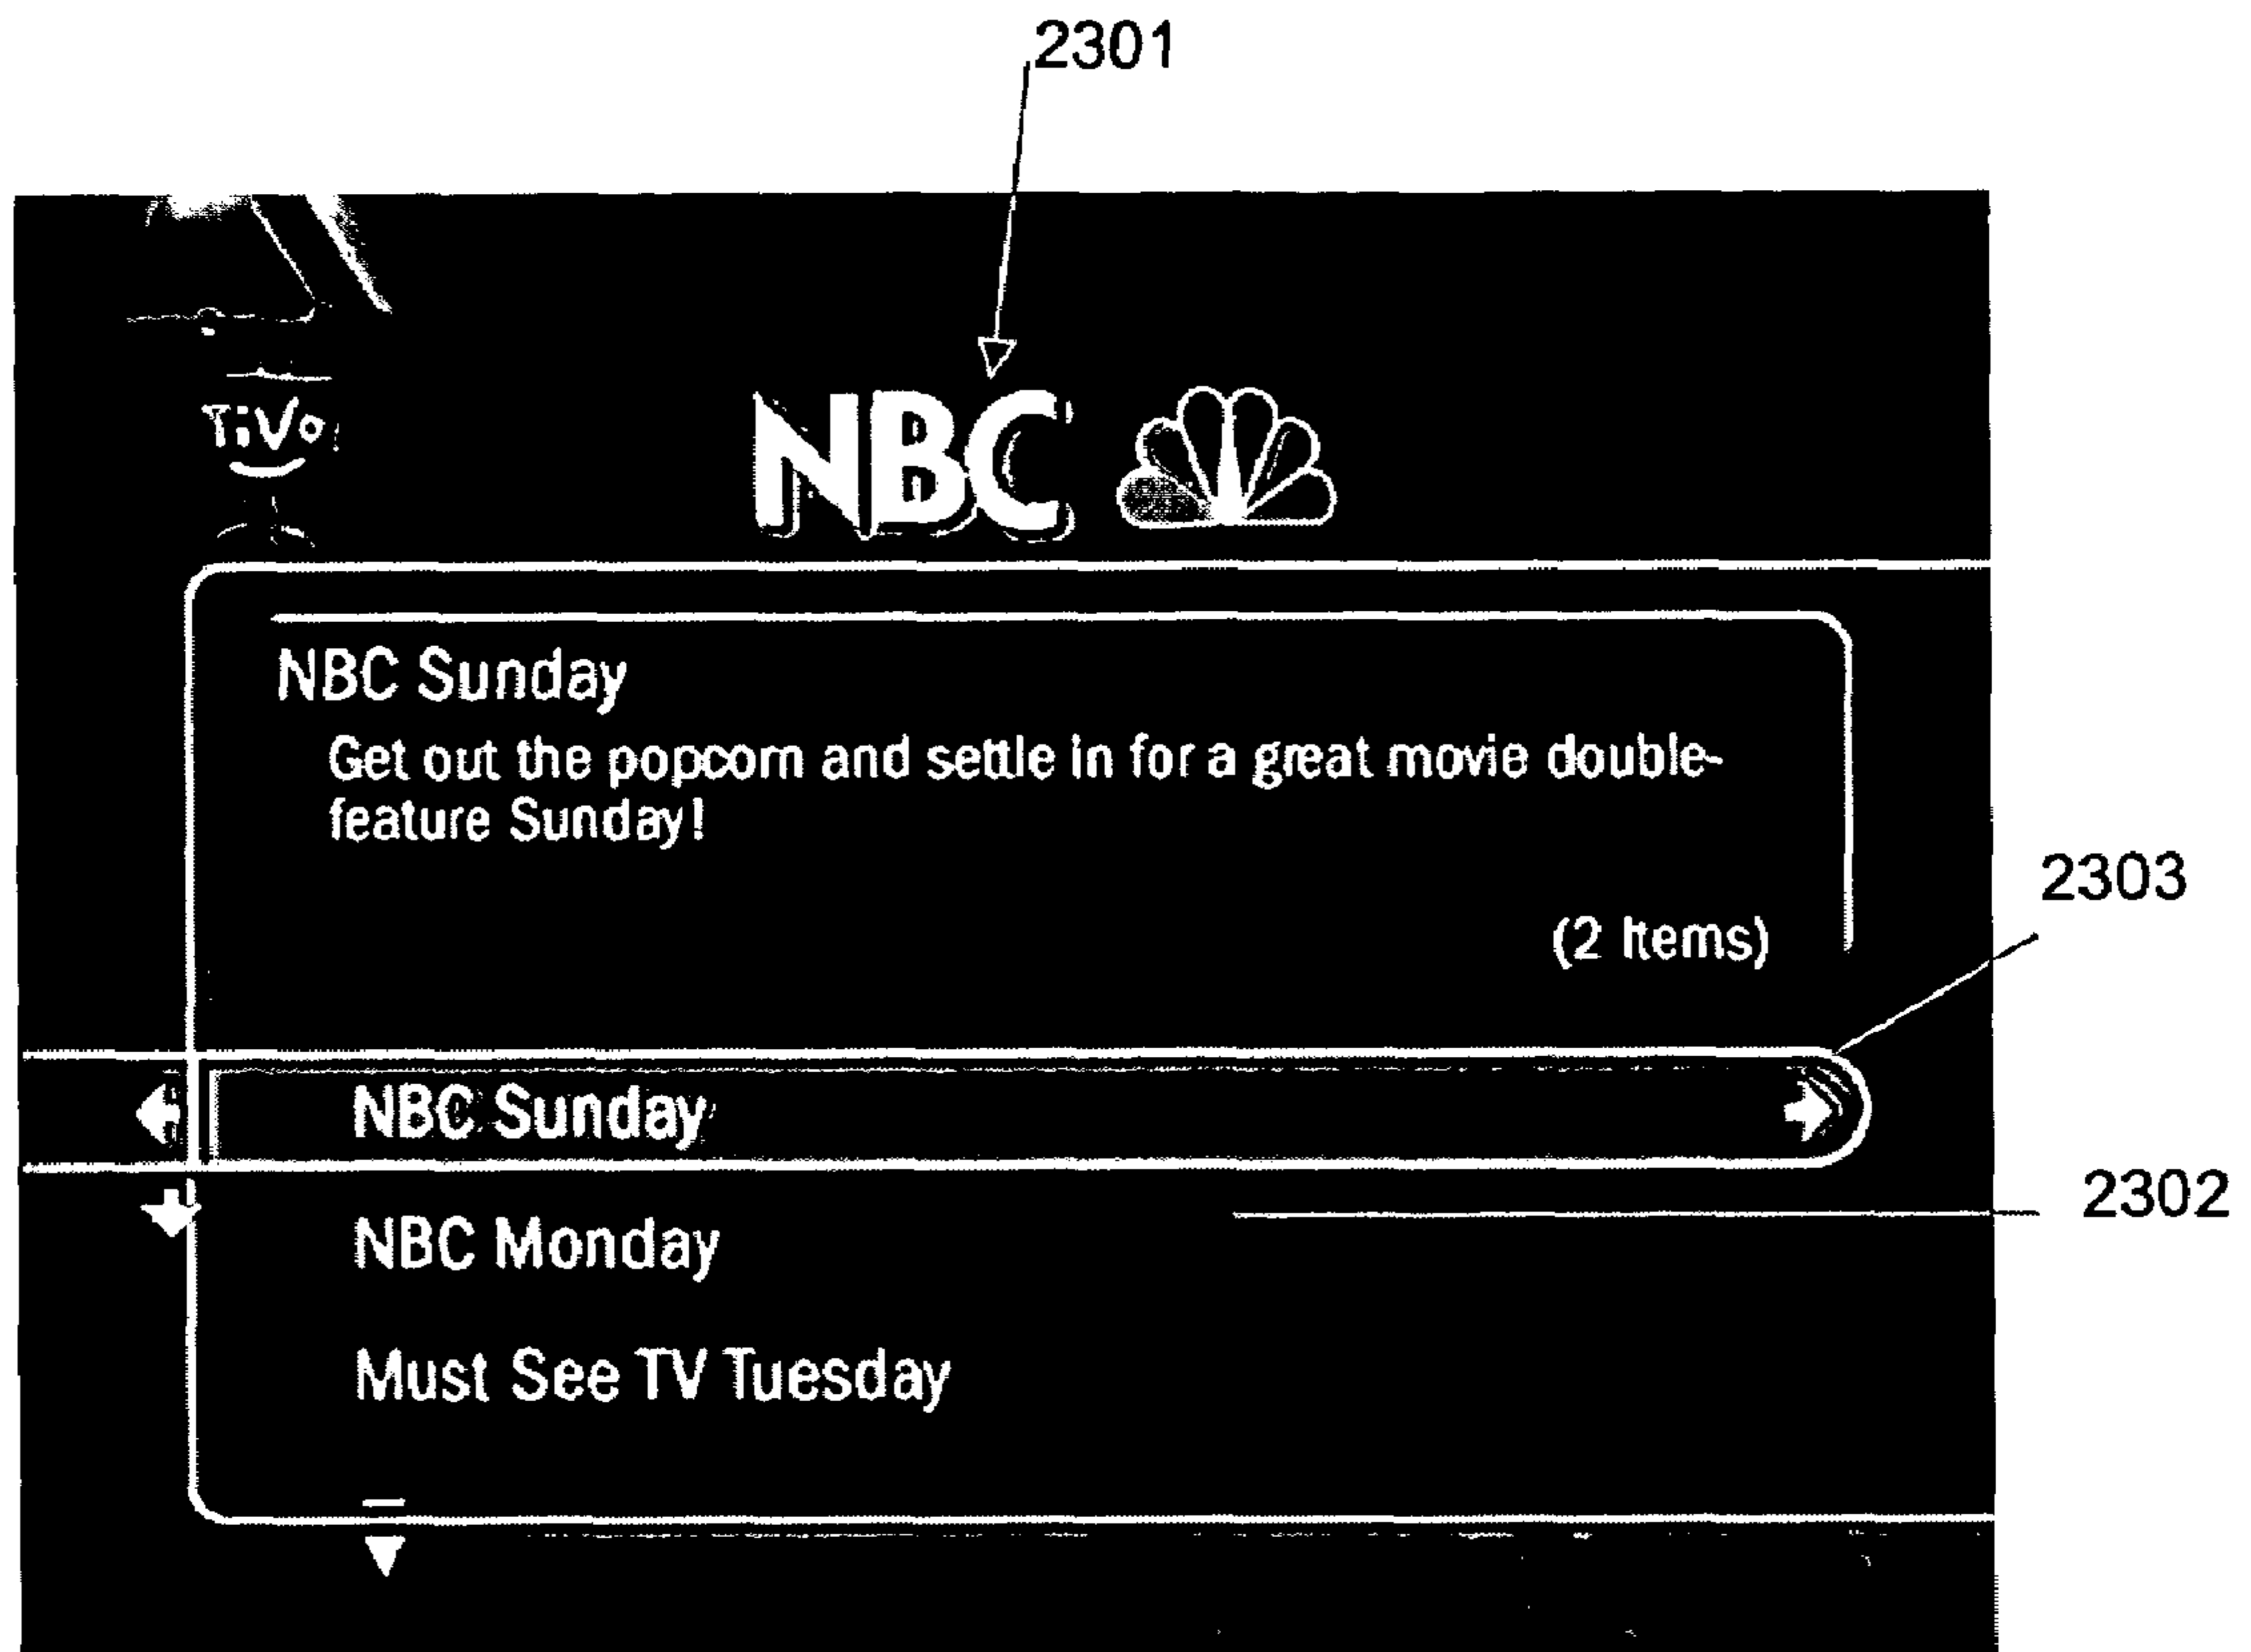 2301
TiVo
NBC
NBC Sunday
Get out the popcorn and settle in for a great movie double-
feature Sunday!
2303
(2 Items)
NBC Sunday
2302
NBC Monday
Must See TV Tuesday